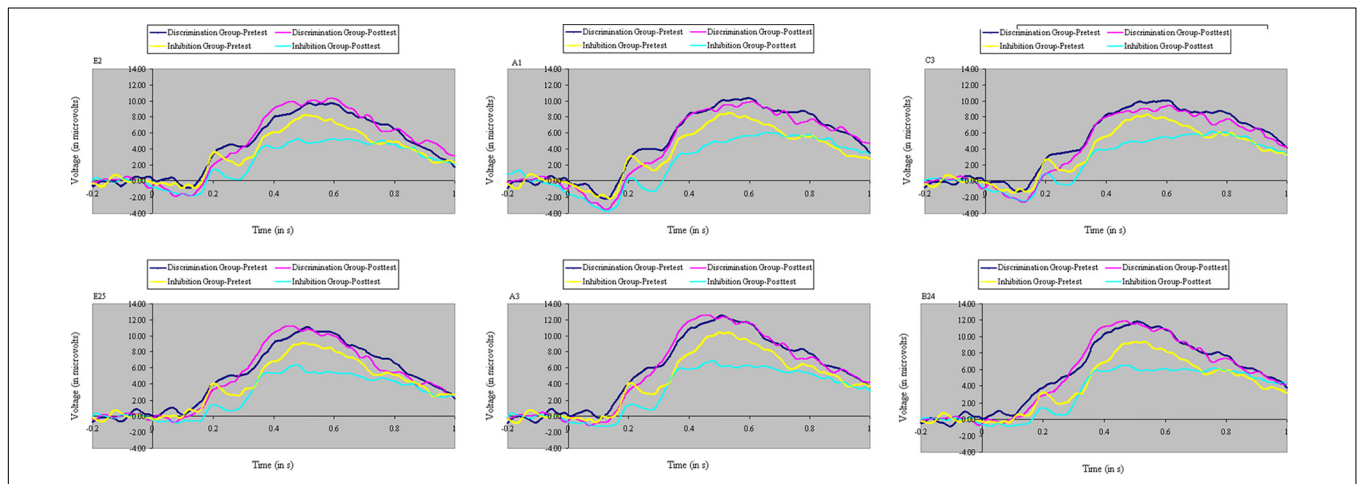 Discrimination Group-Pretest Discrimination Group-Posttest
Inhibition Group-Pretest Inhibition Group-Posttest
E2
Voltage (in microvolts)
14.00
12.00
10.00
8.00
6.00
4.00
2.00
0.00
-2.00
-4.00
-0.2 0 0.2 0.4 0.6 0.8 1
Time (in s)
Discrimination Group-Pretest Discrimination Group-Posttest
Inhibition Group-Pretest Inhibition Group-Posttest
A1
Voltage (in microvolts)
14.00
12.00
10.00
8.00
6.00
4.00
2.00
0.00
-2.00
-4.00
-0.2 0 0.2 0.4 0.6 0.8 1
Time (in s)
Discrimination Group-Pretest Discrimination Group-Posttest
Inhibition Group-Pretest Inhibition Group-Posttest
C3
Voltage (in microvolts)
14.00
12.00
10.00
8.00
6.00
4.00
2.00
0.00
-2.00
-4.00
-0.2 0 0.2 0.4 0.6 0.8 1
Time (in s)
Discrimination Group-Pretest Discrimination Group-Posttest
Inhibition Group-Pretest Inhibition Group-Posttest
E25
Voltage (in microvolts)
14.00
12.00
10.00
8.00
6.00
4.00
2.00
0.00
-2.00
-4.00
-0.2 0 0.2 0.4 0.6 0.8 1
Time (in s)
Discrimination Group-Pretest Discrimination Group-Posttest
Inhibition Group-Pretest Inhibition Group-Posttest
A3
Voltage (in microvolts)
14.00
12.00
10.00
8.00
6.00
4.00
2.00
0.00
-2.00
-4.00
-0.2 0 0.2 0.4 0.6 0.8 1
Time (in s)
Discrimination Group-Pretest Discrimination Group-Posttest
Inhibition Group-Pretest Inhibition Group-Posttest
B24
Voltage (in microvolts)
14.00
12.00
10.00
8.00
6.00
4.00
2.00
0.00
-2.00
-4.00
-0.2 0 0.2 0.4 0.6 0.8 1
Time (in s)